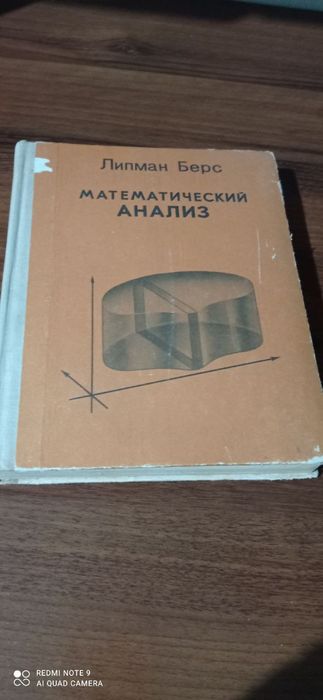 Липман Берс
МАТЕМАТИЧЕСКИЙ
АНАЛИЗ
REDMI NOTE 9
AI QUAD CAMERA